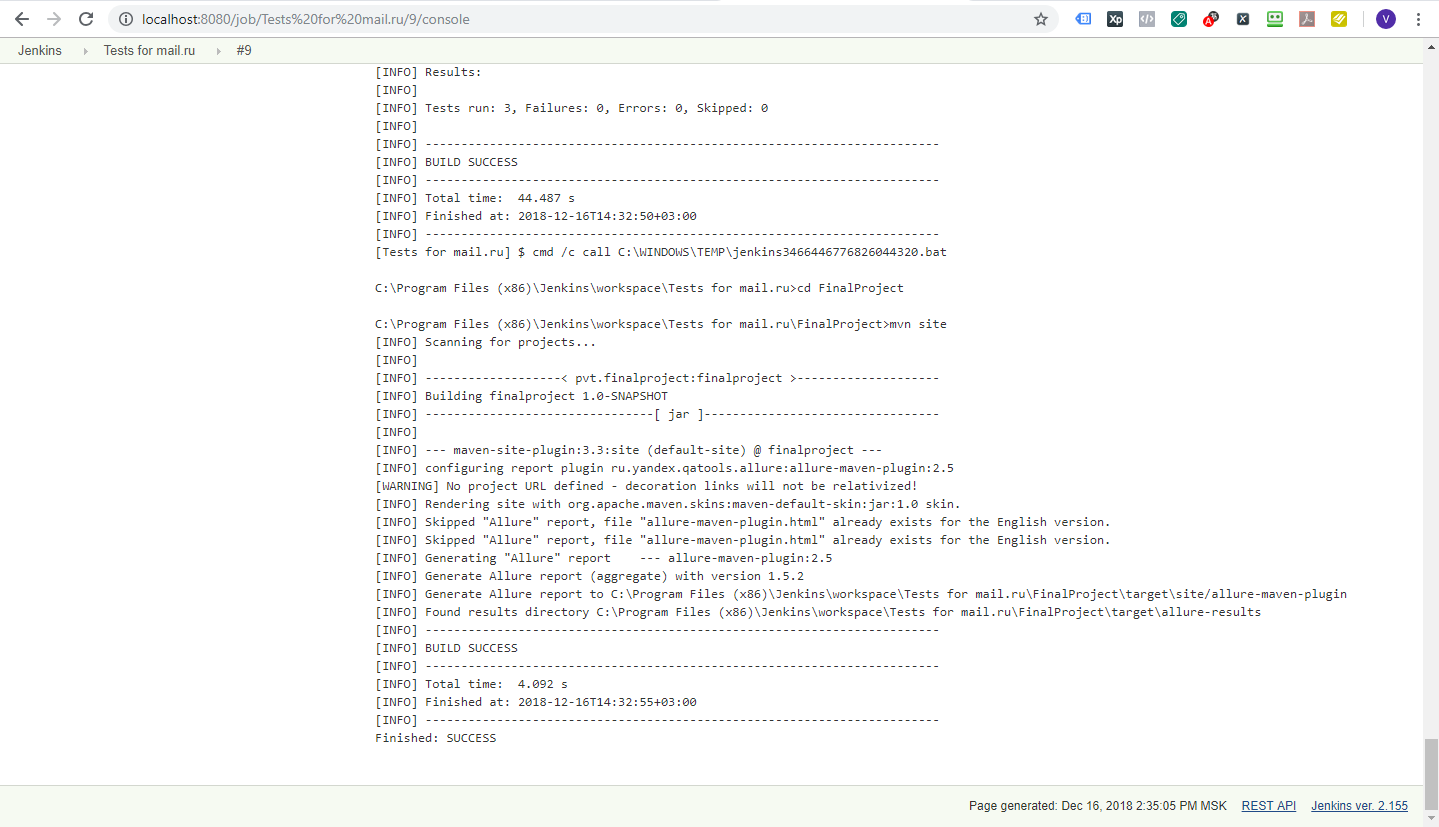 localhost:8080/job/Tests%20for%20mail.ru/9/console
Jenkins Tests for mail.ru #9
[INFO] Results:
[INFO]
[INFO] Tests run: 3, Failures: 0, Errors: 0, Skipped: 0
[INFO]
[INFO] ------------------------------------------------------------------------
[INFO] BUILD SUCCESS
[INFO] ------------------------------------------------------------------------
[INFO] Total time:  44.487 s
[INFO] Finished at: 2018-12-16T14:32:50+03:00
[INFO] ------------------------------------------------------------------------
[Tests for mail.ru] $ cmd /c call C:\WINDOWS\TEMP\jenkins3466446776826044320.bat
C:\Program Files (x86)\Jenkins\workspace\Tests for mail.ru>cd FinalProject
C:\Program Files (x86)\Jenkins\workspace\Tests for mail.ru\FinalProject>mvn site
[INFO] Scanning for projects...
[INFO]
[INFO] -------------------< pvt.finalproject:finalproject >--------------------
[INFO] Building finalproject 1.0-SNAPSHOT
[INFO] --------------------------------[ jar ]---------------------------------
[INFO]
[INFO] --- maven-site-plugin:3.3:site (default-site) @ finalproject ---
[INFO] configuring report plugin ru.yandex.qatools.allure:allure-maven-plugin:2.5
[WARNING] No project URL defined - decoration links will not be relativized!
[INFO] Rendering site with org.apache.maven.skins:maven-default-skin:jar:1.0 skin.
[INFO] Skipped "Allure" report, file "allure-maven-plugin.html" already exists for the English version.
[INFO] Skipped "Allure" report, file "allure-maven-plugin.html" already exists for the English version.
[INFO] Generating "Allure" report    --- allure-maven-plugin:2.5
[INFO] Generate Allure report (aggregate) with version 1.5.2
[INFO] Generate Allure report to C:\Program Files (x86)\Jenkins\workspace\Tests for mail.ru\FinalProject\target\site/allure-maven-plugin
[INFO] Found results directory C:\Program Files (x86)\Jenkins\workspace\Tests for mail.ru\FinalProject\target\allure-results
[INFO] ------------------------------------------------------------------------
[INFO] BUILD SUCCESS
[INFO] ------------------------------------------------------------------------
[INFO] Total time:  4.092 s
[INFO] Finished at: 2018-12-16T14:32:55+03:00
[INFO] ------------------------------------------------------------------------
Finished: SUCCESS
Page generated: Dec 16, 2018 2:35:05 PM MSK REST API Jenkins ver. 2.155